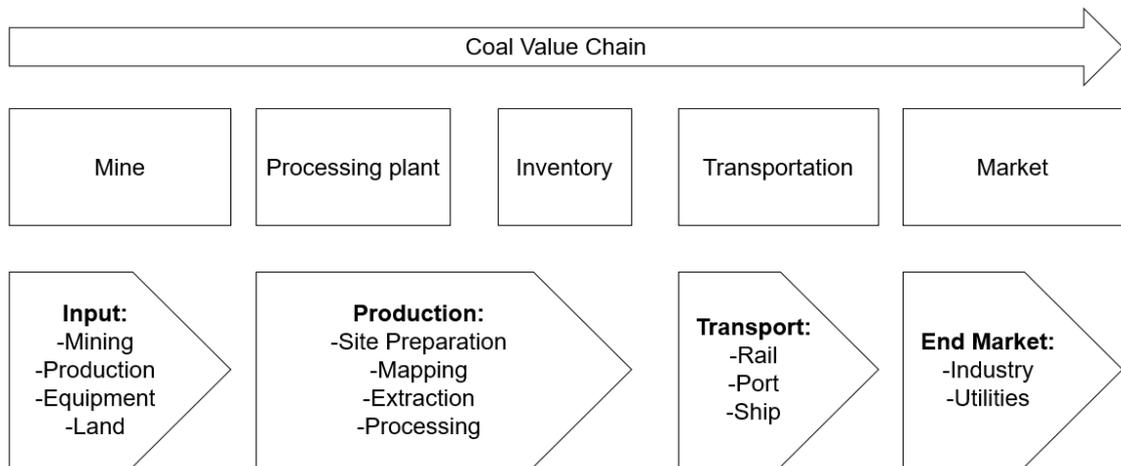 Coal Value Chain
Mine
Processing plant
Inventory
Transportation
Market
Input:
-Mining
-Production
-Equipment
-Land
Production:
-Site Preparation
-Mapping
-Extraction
-Processing
Transport:
-Rail
-Port
-Ship
End Market:
-Industry
-Utilities